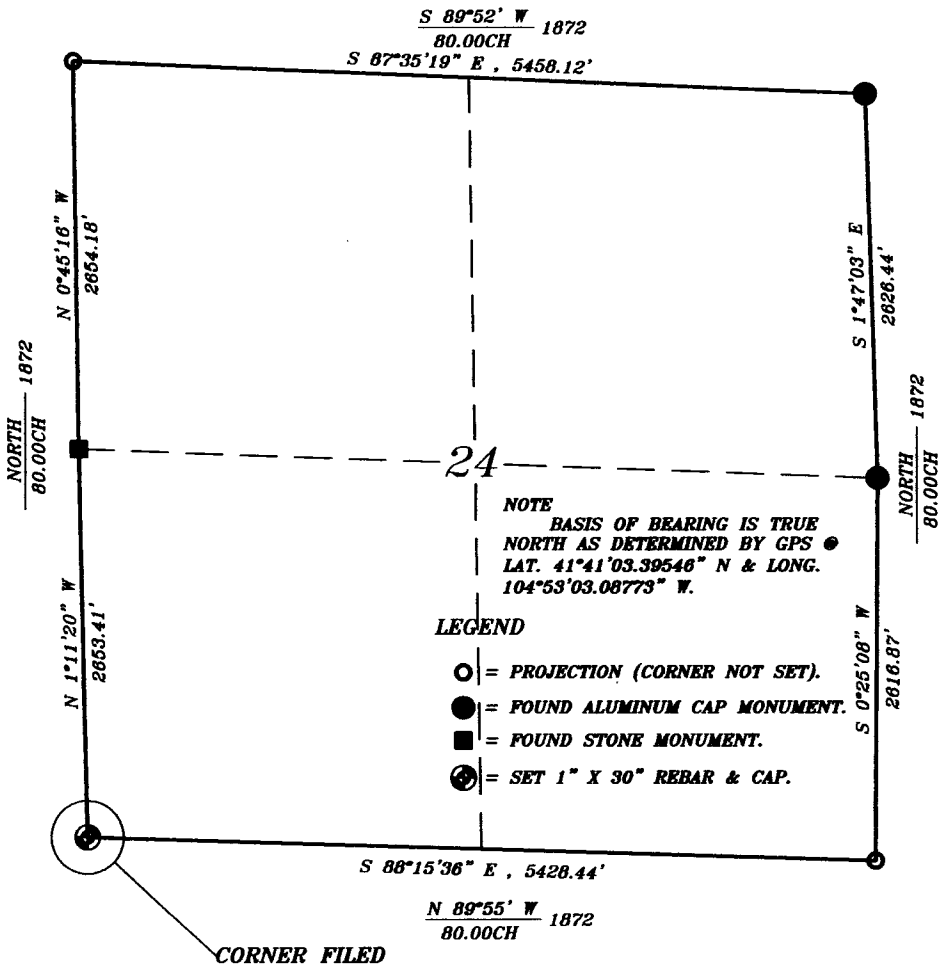 S 89°52' W
80.00CH
1872
S 87°35'19" E , 5458.12'
N 0°45'16" W
2654.18'
S 1°47'03" E
2626.44'
NORTH
80.00CH
1872
NORTH
80.00CH
1872
24
NOTE
BASIS OF BEARING IS TRUE
NORTH AS DETERMINED BY GPS @
LAT. 41°41'03.39546" N & LONG.
104°53'03.08773" W.
N 1°11'20" W
2653.41'
S 0°25'08" W
2616.87'
LEGEND
= PROJECTION (CORNER NOT SET).
= FOUND ALUMINUM CAP MONUMENT.
= FOUND STONE MONUMENT.
= SET 1" X 30" REBAR & CAP.
S 88°15'36" E , 5428.44'
N 89°55' W
80.00CH
1872
CORNER FILED